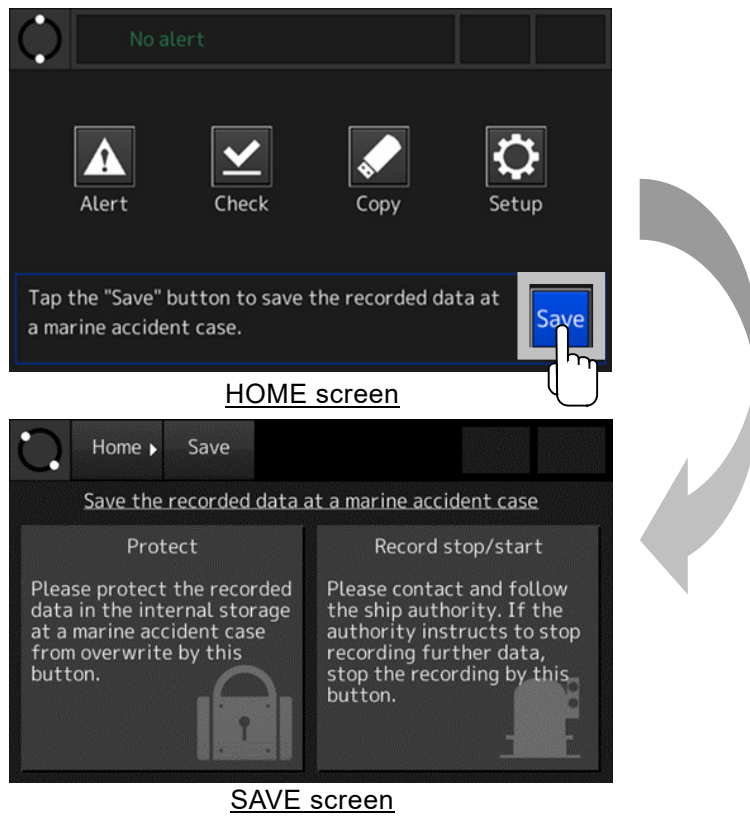 No alert
Alert Check Copy Setup
Tap the "Save" button to save the recorded data at
a marine accident case.
Save
HOME screen
Home Save
Save the recorded data at a marine accident case
Protect
Please protect the recorded
data in the internal storage
at a marine accident case
from overwrite by this
button.
Record stop/start
Please contact and follow
the ship authority. If the
authority instructs to stop
recording further data,
stop the recording by this
button.
SAVE screen